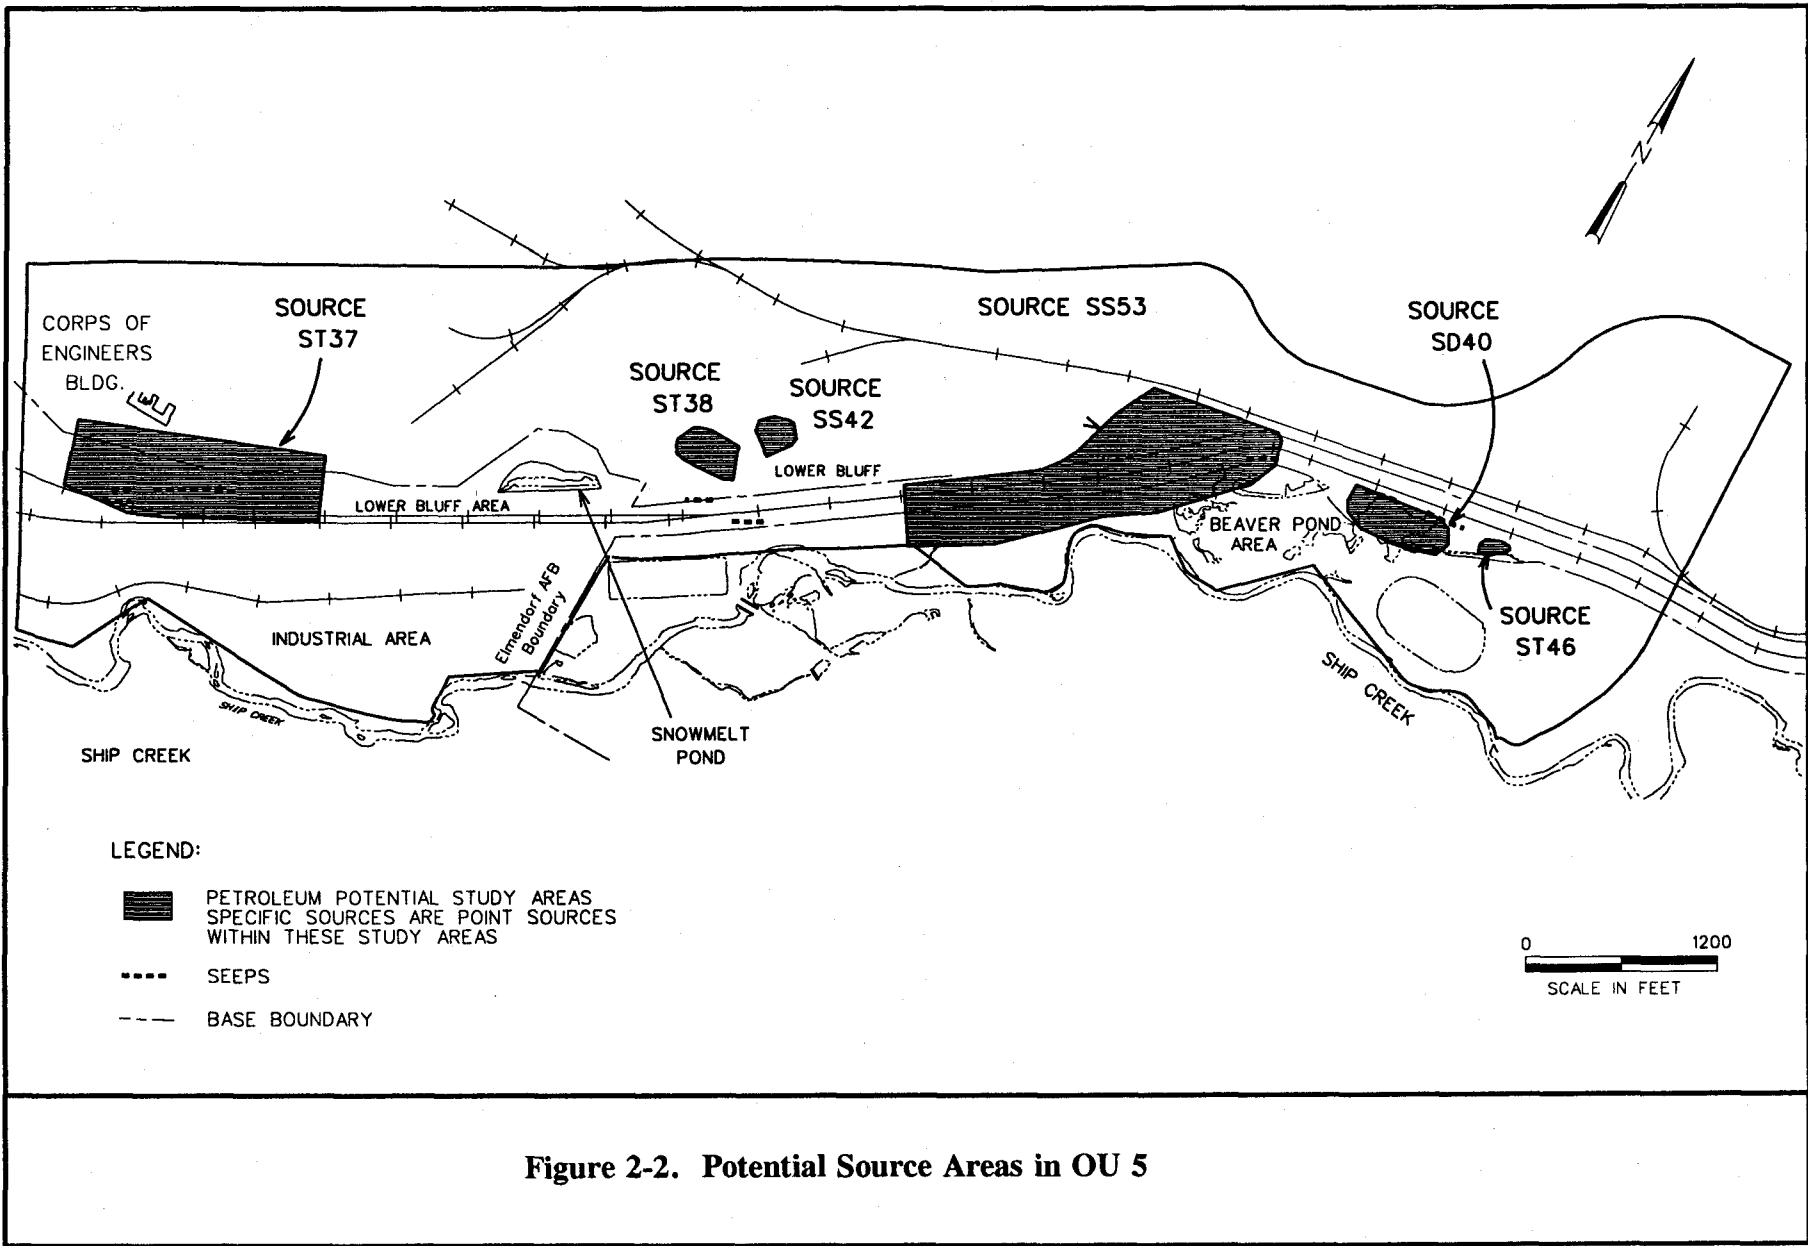 N
SOURCE
ST37
CORPS OF
ENGINEERS
BLDG.
SOURCE SS53
SOURCE
SD40
SOURCE
ST38
SOURCE
SS42
LOWER BLUFF
LOWER BLUFF AREA
BEAVER POND
AREA
Elmendorf AFB
Boundary
INDUSTRIAL AREA
SOURCE
ST46
SHIP CREEK
SHIP CREEK
SHIP CREEK
SNOWMELT
POND
LEGEND:
PETROLEUM POTENTIAL STUDY AREAS
SPECIFIC SOURCES ARE POINT SOURCES
WITHIN THESE STUDY AREAS
SEEPS
BASE BOUNDARY
0 1200
SCALE IN FEET
Figure 2-2. Potential Source Areas in OU 5